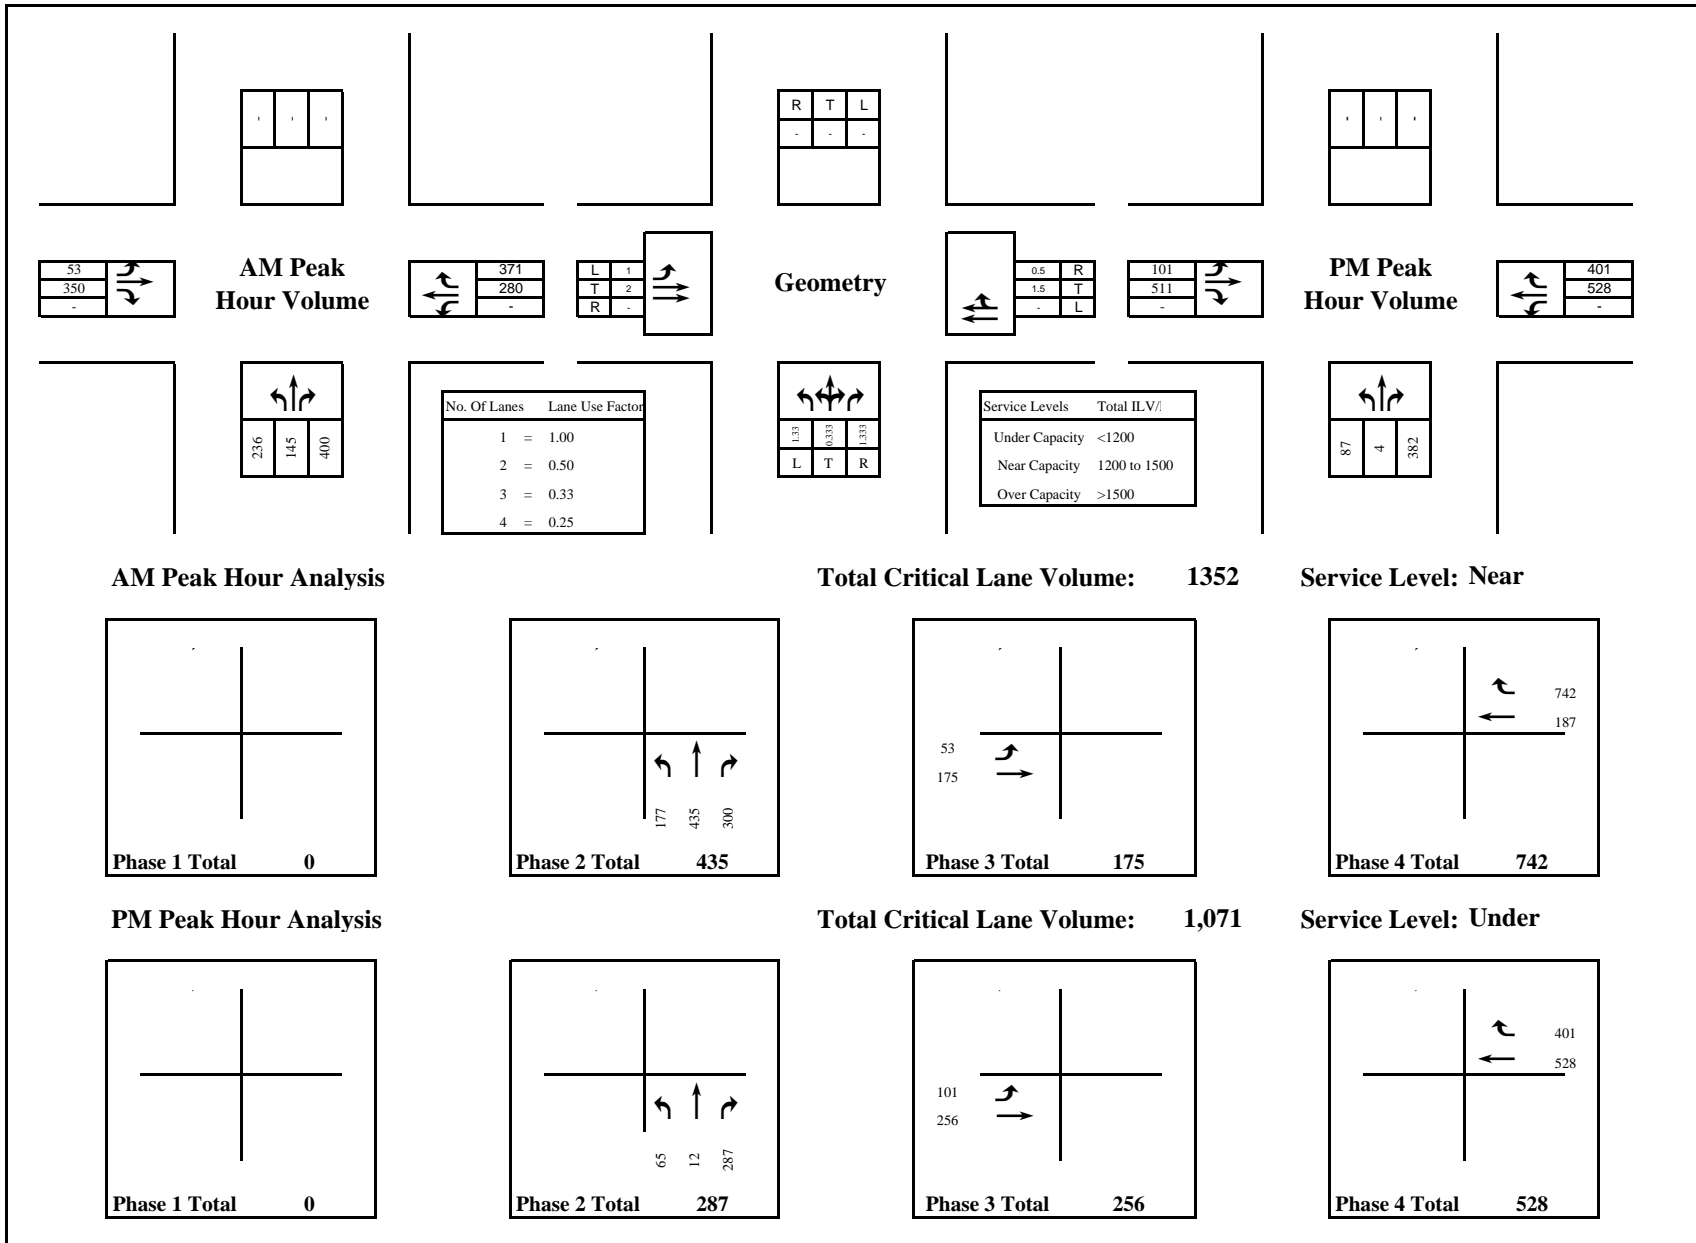 R T L
- - -
AM Peak
Hour Volume
53
350
-
371
280
-
L 1
T 2
R -
Geometry
0.5 R
1.5 T
- L
101
511
-
PM Peak
Hour Volume
401
528
-
236 145 400
No. Of Lanes Lane Use Factor
1 = 1.00
2 = 0.50
3 = 0.33
4 = 0.25
1.33 0.333 1.333
L T R
Service Levels Total ILV/
Under Capacity <1200
Near Capacity 1200 to 1500
Over Capacity >1500
87 4 382
AM Peak Hour Analysis Total Critical Lane Volume: 1352 Service Level: Near
177 435 300
53
175
742
187
Phase 1 Total 0
Phase 2 Total 435
Phase 3 Total 175
Phase 4 Total 742
PM Peak Hour Analysis Total Critical Lane Volume: 1,071 Service Level: Under
65 12 287
101
256
401
528
Phase 1 Total 0
Phase 2 Total 287
Phase 3 Total 256
Phase 4 Total 528